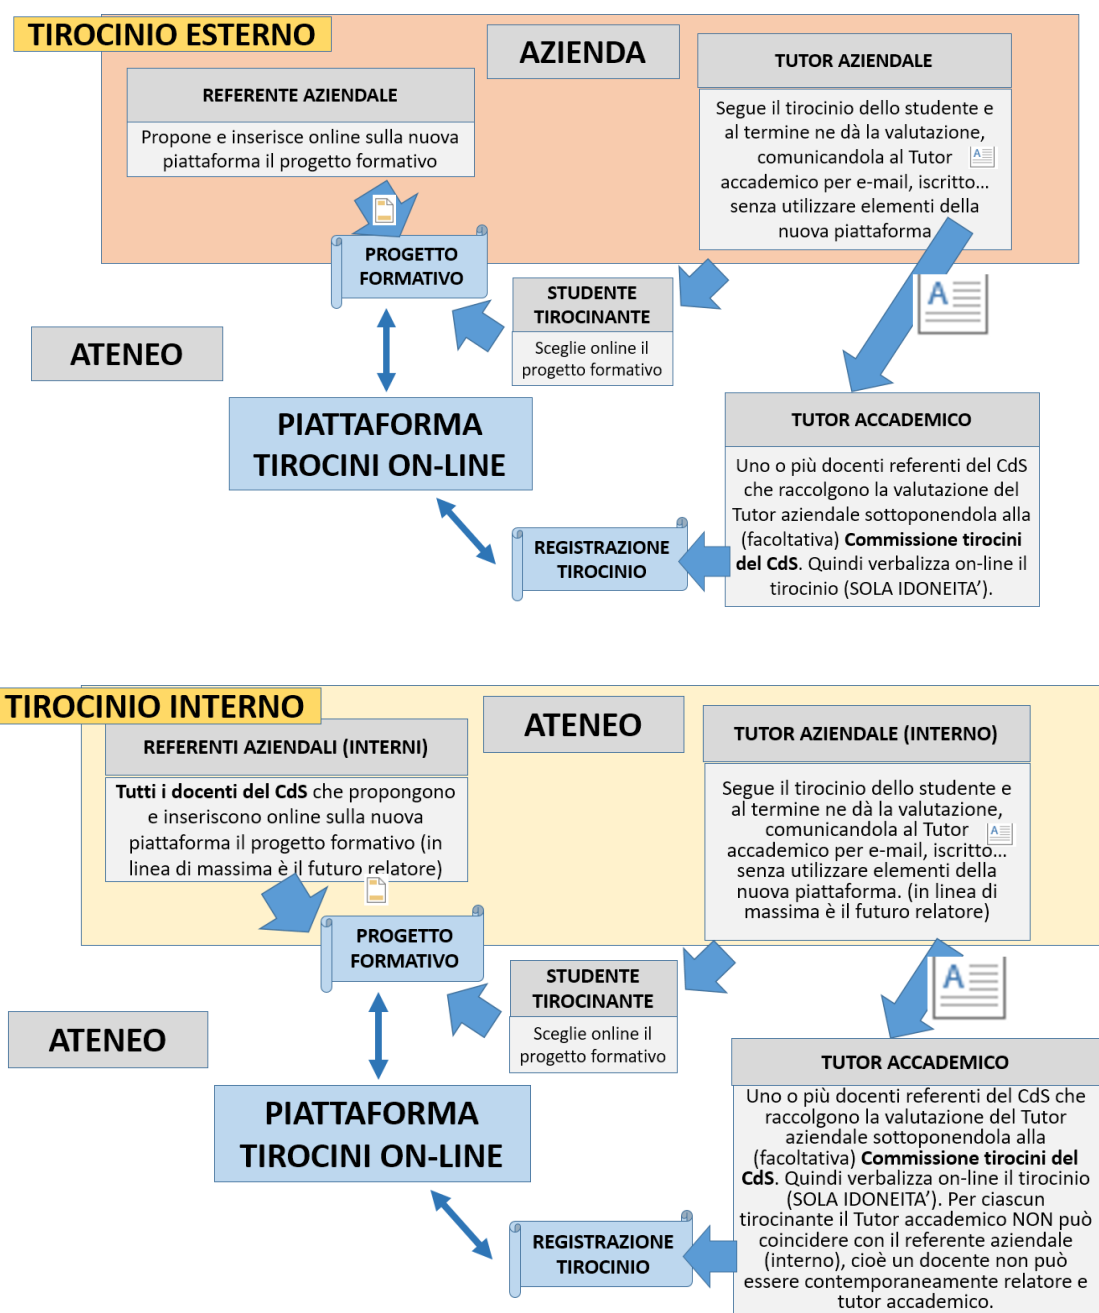 TIROCINIO ESTERNO
AZIENDA
REFERENTE AZIENDALE
Propone e inserisce online sulla nuova
piattaforma il progetto formativo
TUTOR AZIENDALE
Segue il tirocinio dello studente e
al termine ne dà la valutazione,
comunicandola al Tutor
accademico per e-mail, iscritto...
senza utilizzare elementi della
nuova piattaforma
PROGETTO
FORMATIVO
STUDENTE
TIROCINANTE
Sceglie online il
progetto formativo
ATENEO
PIATTAFORMA
TIROCINI ON-LINE
TUTOR ACCADEMICO
Uno o più docenti referenti del CdS
che raccolgono la valutazione del
Tutor aziendale sottoponendola alla
(facoltativa) Commissione tirocini
del CdS. Quindi verbalizza on-line il
tirocinio (SOLA IDONEITA’).
REGISTRAZIONE
TIROCINIO
TIROCINIO INTERNO
ATENEO
REFERENTI AZIENDALI (INTERNI)
Tutti i docenti del CdS che propongono
e inseriscono online sulla nuova
piattaforma il progetto formativo (in
linea di massima è il futuro relatore)
TUTOR AZIENDALE (INTERNO)
Segue il tirocinio dello studente e
al termine ne dà la valutazione,
comunicandola al Tutor
accademico per e-mail, iscritto...
senza utilizzare elementi della
nuova piattaforma. (in linea di
massima è il futuro relatore)
PROGETTO
FORMATIVO
STUDENTE
TIROCINANTE
Sceglie online il
progetto formativo
ATENEO
PIATTAFORMA
TIROCINI ON-LINE
TUTOR ACCADEMICO
Uno o più docenti referenti del CdS che
raccolgono la valutazione del Tutor
aziendale sottoponendola alla
(facoltativa) Commissione tirocini del
CdS. Quindi verbalizza on-line il tirocinio
(SOLA IDONEITA’). Per ciascun
tirocinante il Tutor accademico NON può
coincidere con il referente aziendale
(interno), cioè un docente non può
essere contemporaneamente relatore e
tutor accademico.
REGISTRAZIONE
TIROCINIO